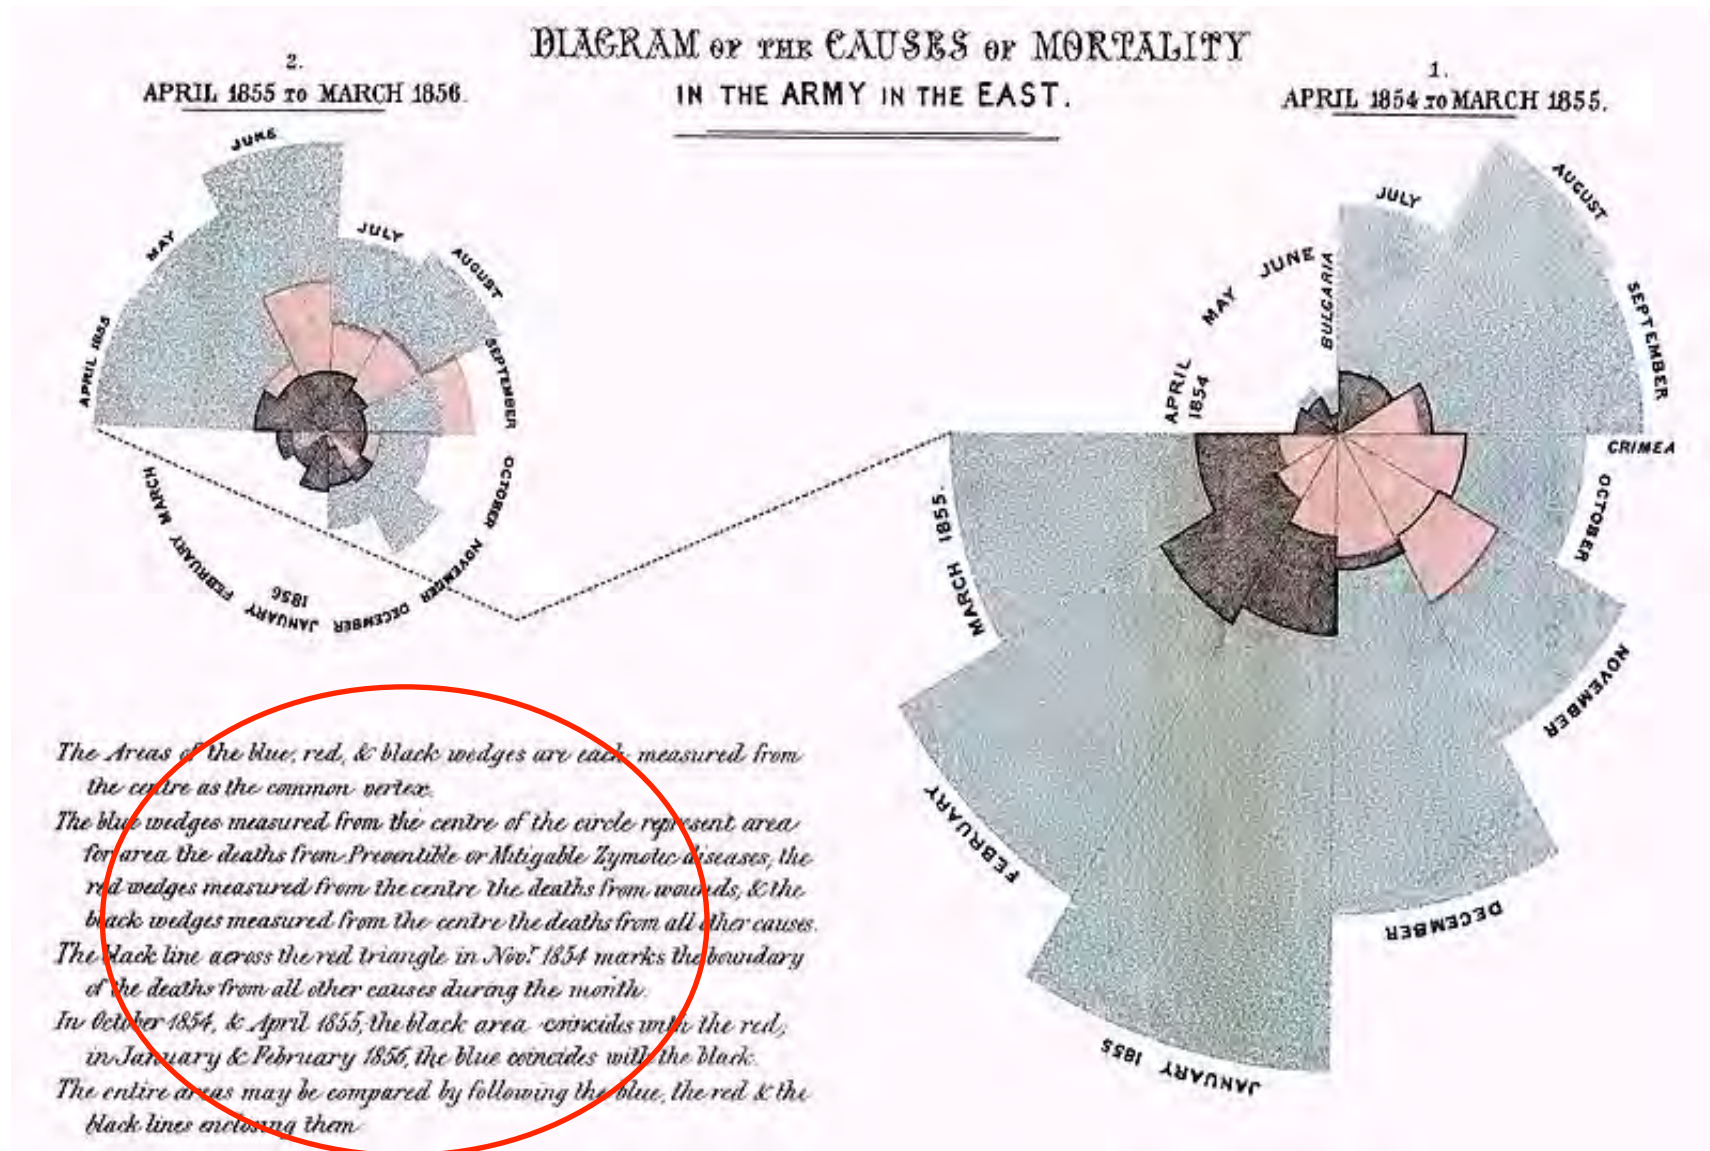 DIAGRAM OF THE CAUSES OF MORTALITY
IN THE ARMY IN THE EAST.
2.
APRIL 1855 TO MARCH 1856.
1.
APRIL 1854 TO MARCH 1855.
APRIL 1855
MAY
JUNE
JULY
AUGUST
SEPTEMBER
OCTOBER
NOVEMBER
DECEMBER
JANUARY
1856
FEBRUARY
MARCH
APRIL
1854
MAY
JUNE
BULGARIA
JULY
AUGUST
SEPTEMBER
CRIMEA
OCTOBER
NOVEMBER
DECEMBER
JANUARY 1855
FEBRUARY
MARCH 1855.
The Areas of the blue, red, & black wedges are each measured from
the centre as the common vertex.
The blue wedges measured from the centre of the circle represent area
for area the deaths from Preventible or Mitigable Zymotic diseases, the
red wedges measured from the centre the deaths from wounds, & the
black wedges measured from the centre the deaths from all other causes.
The black line across the red triangle in Novr. 1854 marks the boundary
of the deaths from all other causes during the month.
In October 1854, & April 1855, the black area coincides with the red,
in January & February 1856, the blue coincides with the black.
The entire areas may be compared by following the blue, the red & the
black lines enclosing them